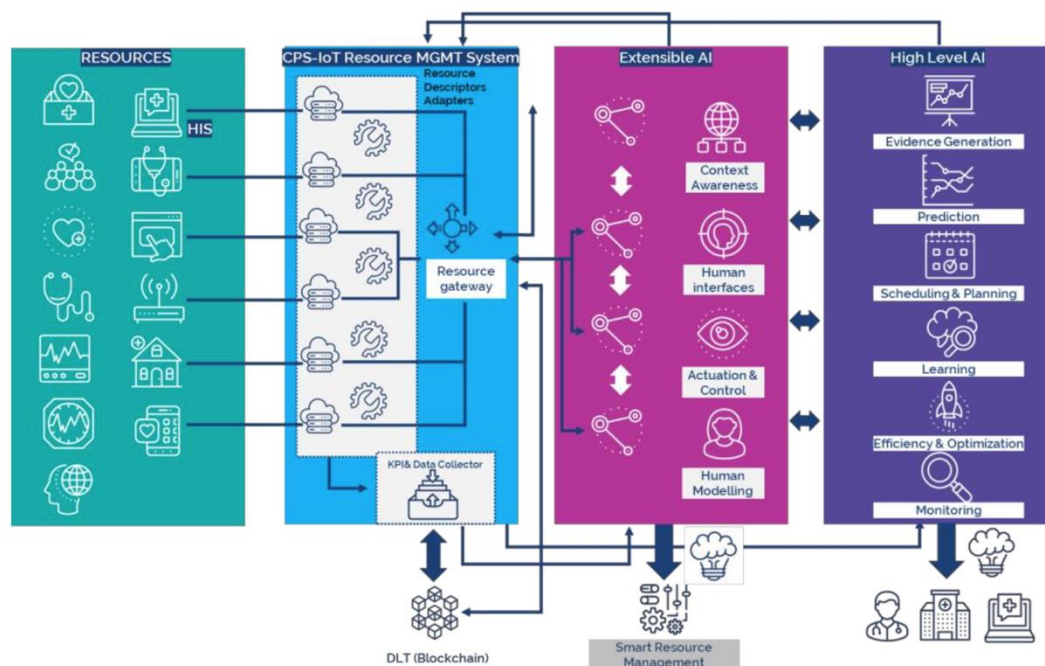 RESOURCES
HIS
CPS-IoT Resource MGMT System
Resource
Descriptors
Adapters
Resource
gateway
KPI& Data Collector
DLT (Blockchain)
Extensible AI
Context
Awareness
Human
interfaces
Actuation &
Control
Human
Modelling
Smart Resource
Management
High Level AI
Evidence Generation
Prediction
Scheduling & Planning
Learning
Efficiency & Optimization
Monitoring